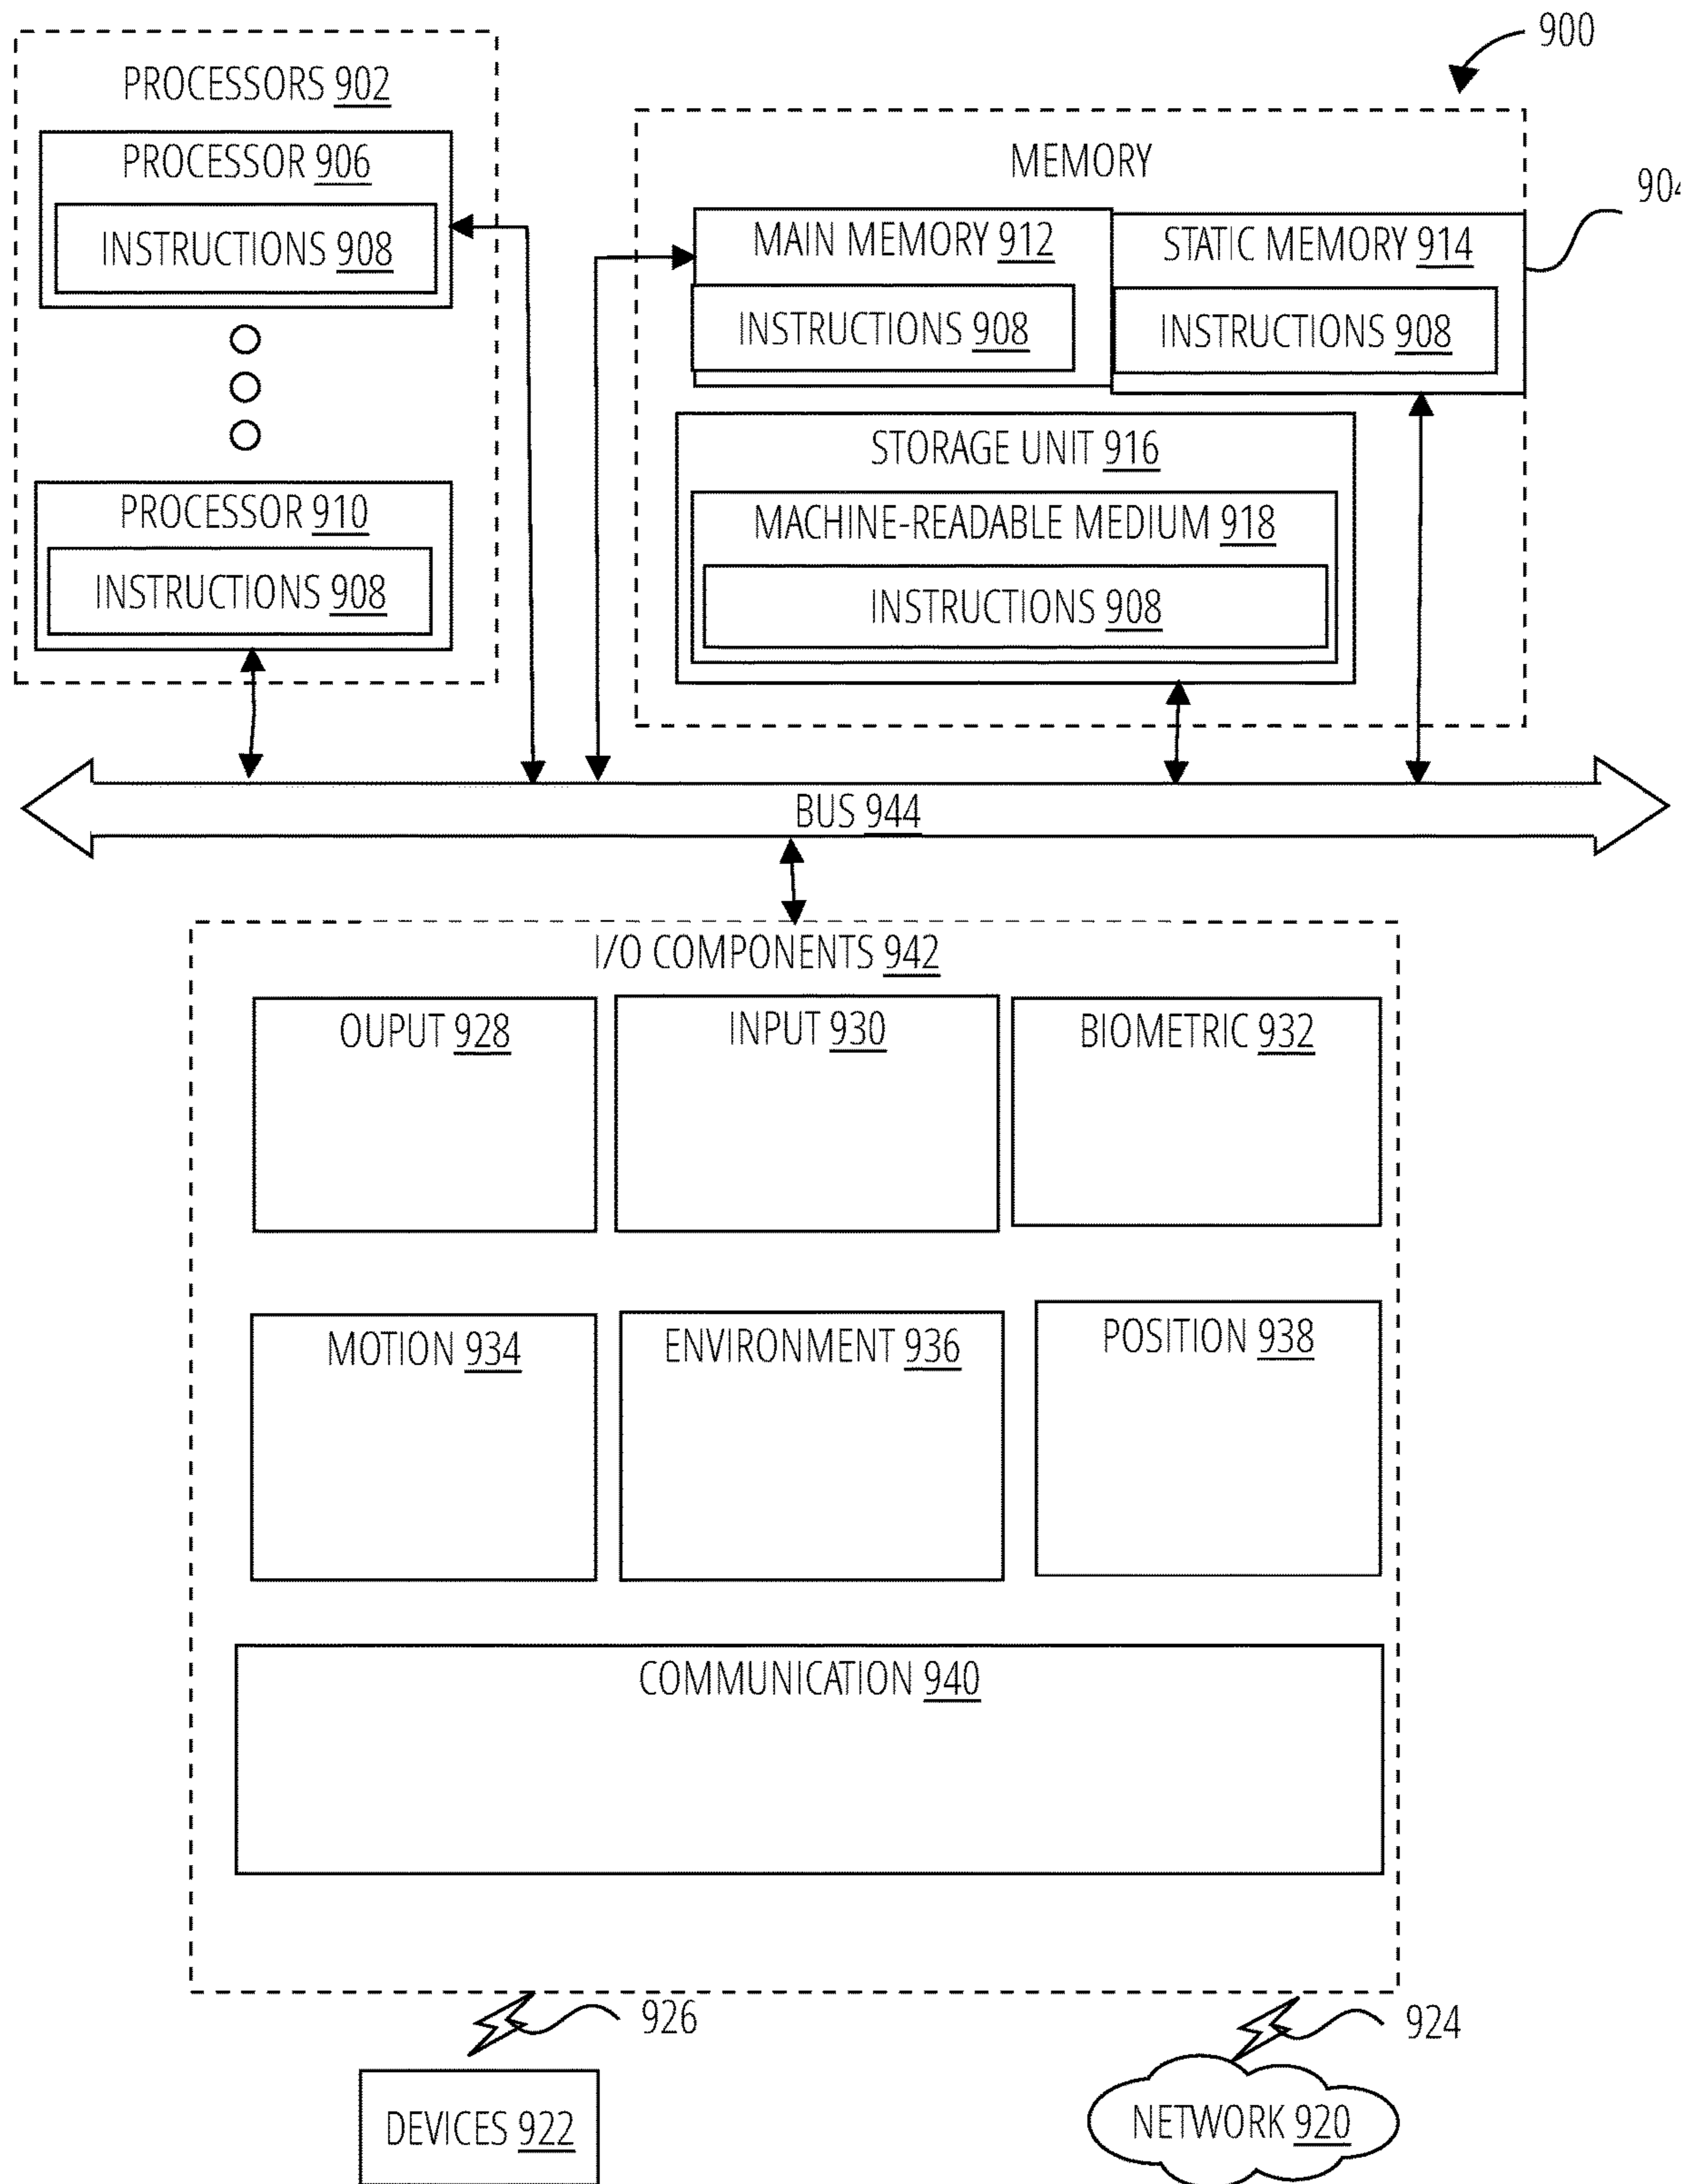 900
PROCESSORS 902
PROCESSOR 906
INSTRUCTIONS 908
PROCESSOR 910
INSTRUCTIONS 908
MEMORY
904
MAIN MEMORY 912
INSTRUCTIONS 908
STATIC MEMORY 914
INSTRUCTIONS 908
STORAGE UNIT 916
MACHINE-READABLE MEDIUM 918
INSTRUCTIONS 908
BUS 944
I/O COMPONENTS 942
OUPUT 928
INPUT 930
BIOMETRIC 932
MOTION 934
ENVIRONMENT 936
POSITION 938
COMMUNICATION 940
926
924
DEVICES 922
NETWORK 920